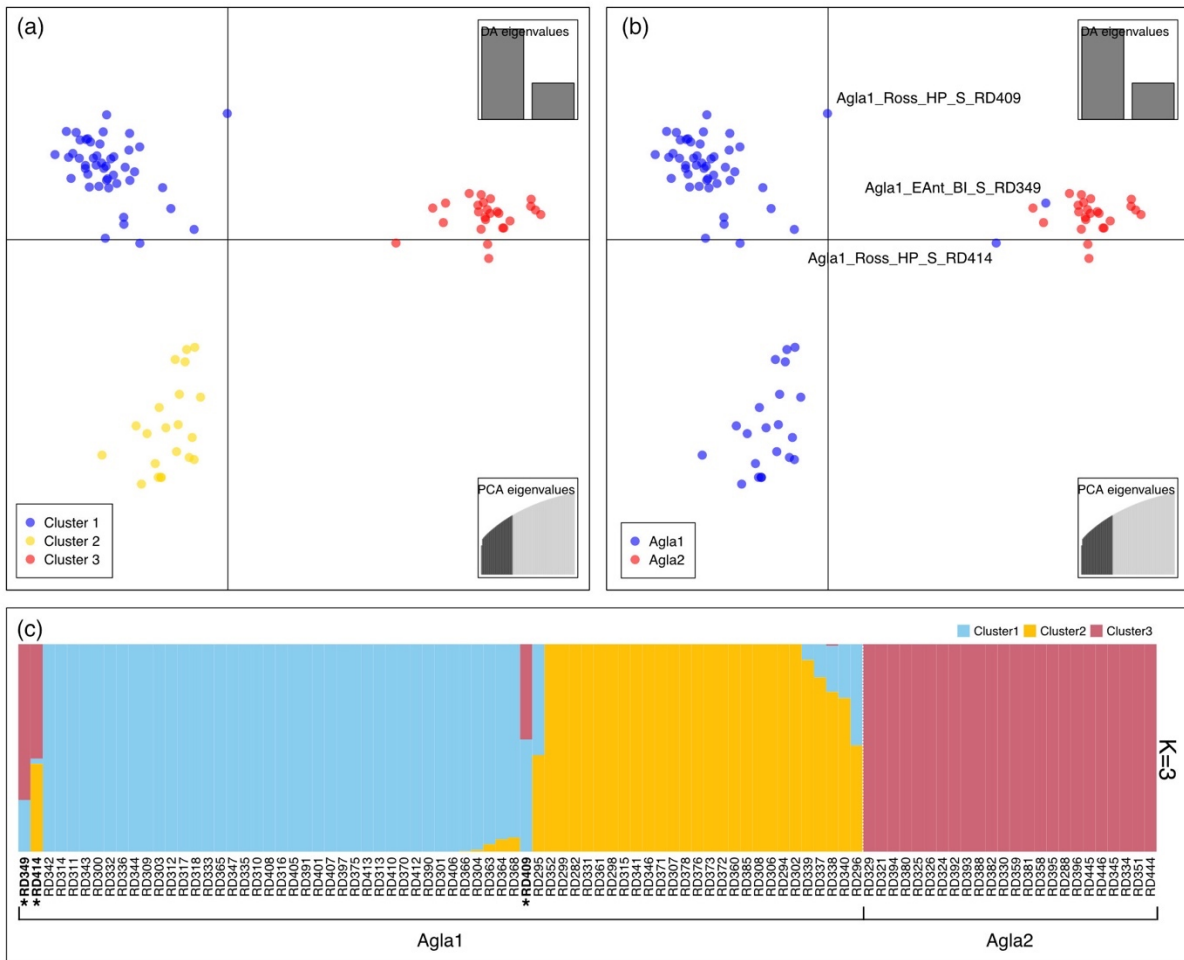 (a)
DA eigenvalues
PCA eigenvalues
Cluster 1
Cluster 2
Cluster 3
(b)
DA eigenvalues
Agla1_Ross_HP_S_RD409
Agla1_EAnt_BI_S_RD349
Agla1_Ross_HP_S_RD414
PCA eigenvalues
Agla1
Agla2
(c)
Cluster1 Cluster2 Cluster3
K=3
RD349
RD414
RD342
RD314
RD311
RD343
RD300
RD332
RD336
RD344
RD309
RD303
RD312
RD317
RD318
RD333
RD365
RD347
RD335
RD310
RD408
RD316
RD405
RD391
RD401
RD407
RD397
RD375
RD413
RD413
RD410
RD370
RD412
RD390
RD301
RD406
RD366
RD304
RD363
RD364
RD368
RD409
RD295
RD352
RD299
RD282
RD331
RD361
RD298
RD315
RD341
RD346
RD371
RD307
RD378
RD376
RD373
RD372
RD360
RD385
RD308
RD306
RD294
RD302
RD339
RD337
RD338
RD340
RD296
RD329
RD321
RD394
RD380
RD325
RD326
RD324
RD392
RD393
RD388
RD382
RD330
RD359
RD381
RD358
RD395
RD288
RD396
RD445
RD446
RD345
RD334
RD351
RD444
* * *
Agla1 Agla2